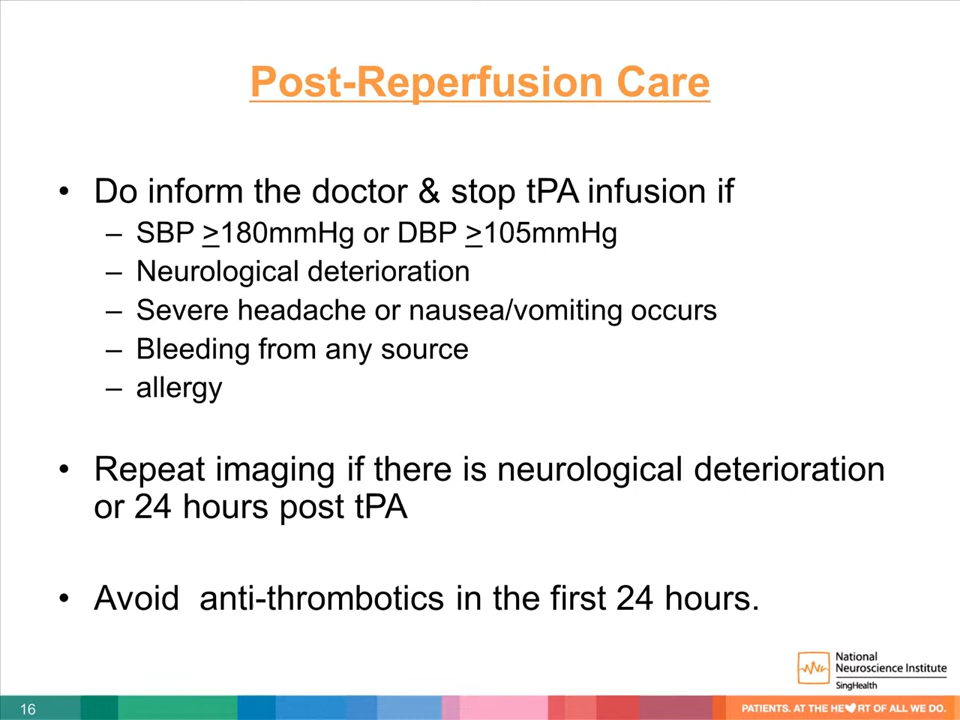 Post-Reperfusion Care
• Do inform the doctor & stop tPA infusion if
– SBP ≥180mmHg or DBP ≥105mmHg
– Neurological deterioration
– Severe headache or nausea/vomiting occurs
– Bleeding from any source
– allergy
• Repeat imaging if there is neurological deterioration
or 24 hours post tPA
• Avoid  anti-thrombotics in the first 24 hours.
National
Neuroscience Institute
SingHealth
16
PATIENTS. AT THE HE♥RT OF ALL WE DO.